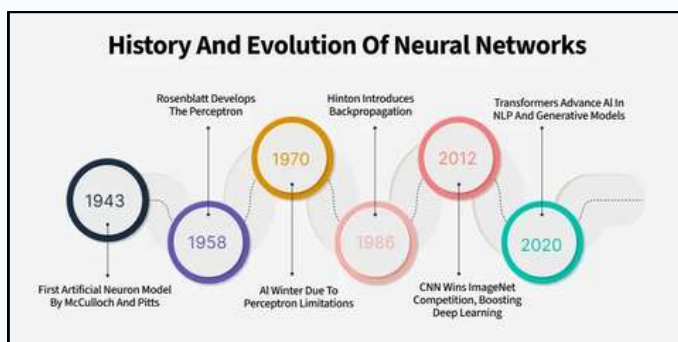 History And Evolution Of Neural Networks
Rosenblatt Develops
The Perceptron
Hinton Introduces
Backpropagation
Transformers Advance AI In
NLP And Generative Models
1943
1958
1970
1986
2012
2020
First Artificial Neuron Model
By McCulloch And Pitts
AI Winter Due To
Perceptron Limitations
CNN Wins ImageNet
Competition, Boosting
Deep Learning